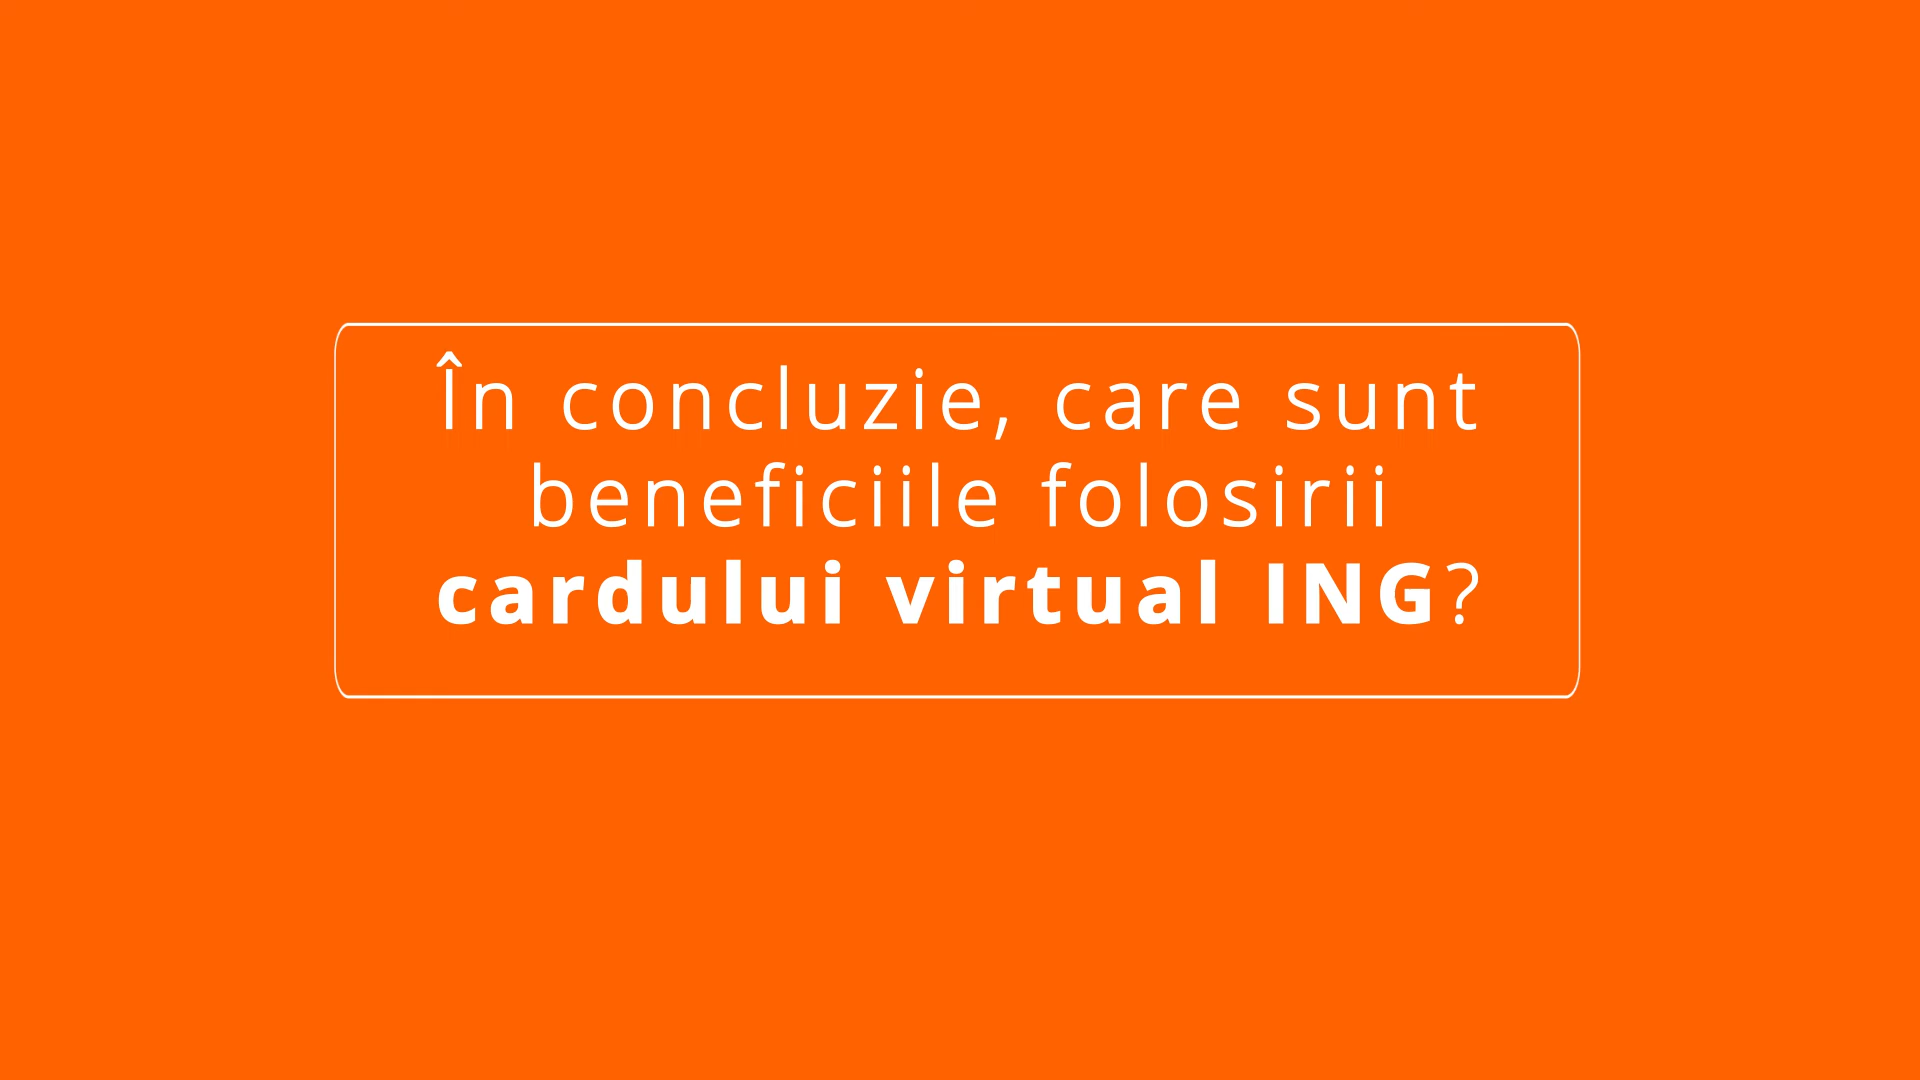 În concluzie, care sunt
beneficiile folosirii
cardului virtual ING?